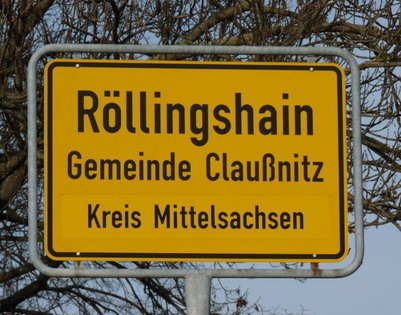 Röllingshain
Gemeinde Claußnitz
Kreis Mittelsachsen